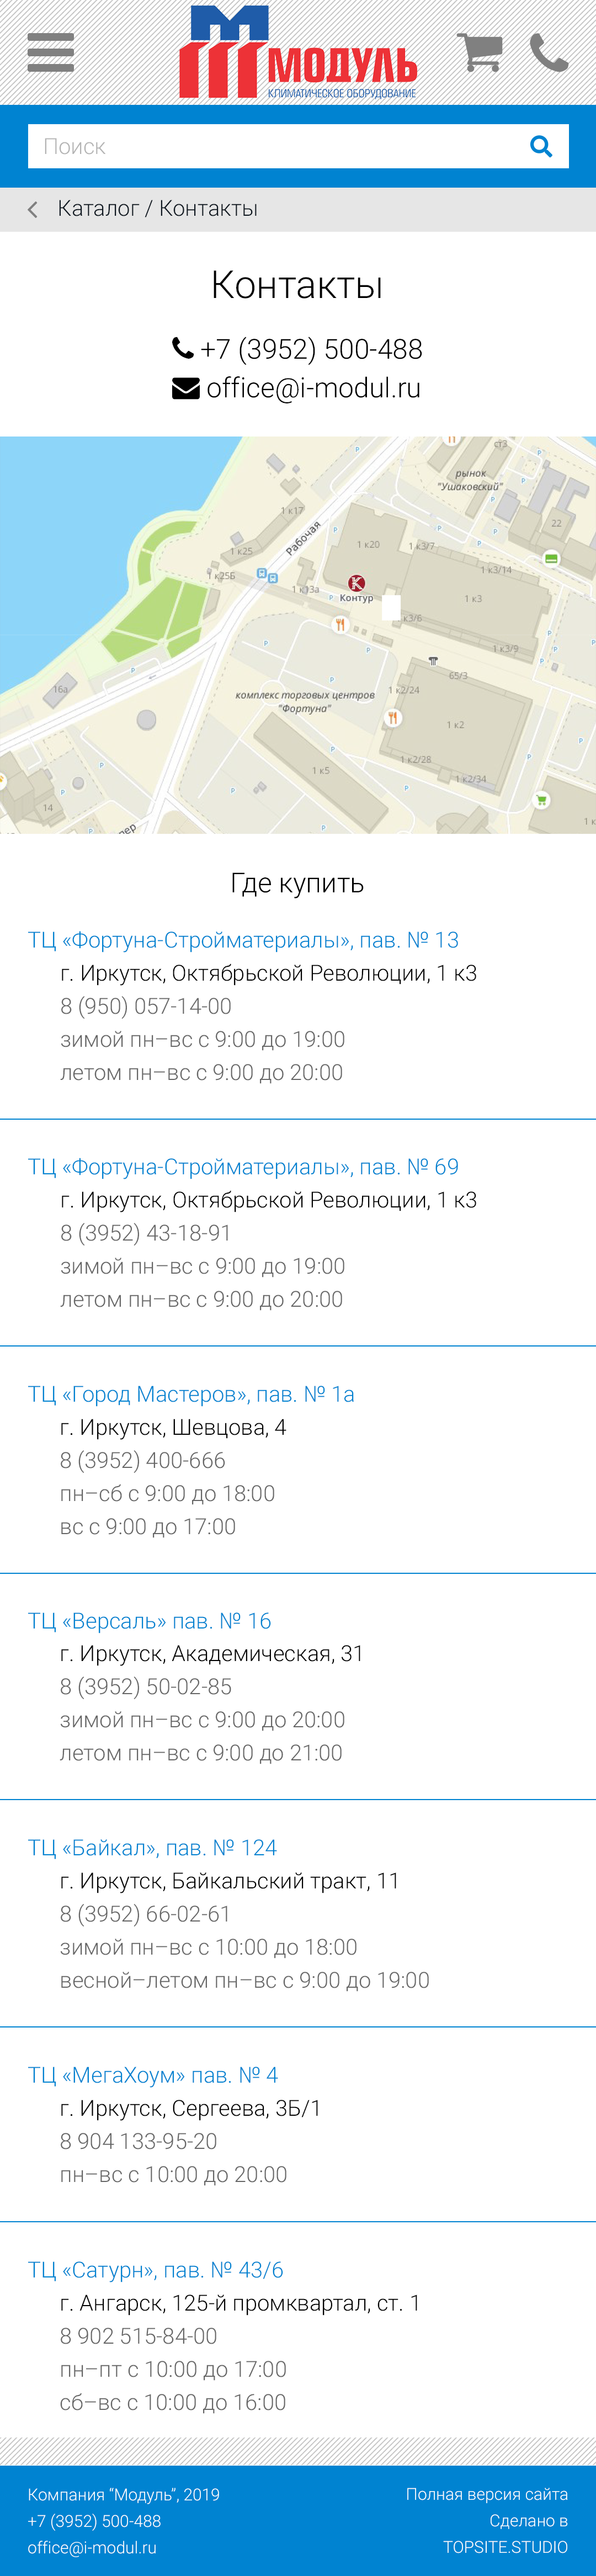 МОДУЛЬ
КЛИМАТИЧЕСКОЕ ОБОРУДОВАНИЕ
Поиск
Каталог / Контакты
Контакты
+7 (3952) 500-488
office@i-modul.ru
ст3
рынок
"Ушаковский"
1 к17
22
Рабочая
1 к20
1 к3/7
1 к25
1 к3/14
1 к25Б
1 к13а
Контур
1 к3
к3/6
1 к3/9
65/3
16а
1 к2/24
комплекс торговых центров
"Фортуна"
1 к2
1 к2/28
1 к5
1 к2/34
14
1 к
пер
Где купить
ТЦ «Фортуна-Стройматериалы», пав. № 13
г. Иркутск, Октябрьской Революции, 1 к3
8 (950) 057-14-00
зимой пн–вс с 9:00 до 19:00
летом пн–вс с 9:00 до 20:00
ТЦ «Фортуна-Стройматериалы», пав. № 69
г. Иркутск, Октябрьской Революции, 1 к3
8 (3952) 43-18-91
зимой пн–вс с 9:00 до 19:00
летом пн–вс с 9:00 до 20:00
ТЦ «Город Мастеров», пав. № 1а
г. Иркутск, Шевцова, 4
8 (3952) 400-666
пн–сб с 9:00 до 18:00
вс с 9:00 до 17:00
ТЦ «Версаль» пав. № 16
г. Иркутск, Академическая, 31
8 (3952) 50-02-85
зимой пн–вс с 9:00 до 20:00
летом пн–вс с 9:00 до 21:00
ТЦ «Байкал», пав. № 124
г. Иркутск, Байкальский тракт, 11
8 (3952) 66-02-61
зимой пн–вс с 10:00 до 18:00
весной–летом пн–вс с 9:00 до 19:00
ТЦ «МегаХоум» пав. № 4
г. Иркутск, Сергеева, 3Б/1
8 904 133-95-20
пн–вс с 10:00 до 20:00
ТЦ «Сатурн», пав. № 43/6
г. Ангарск, 125-й промквартал, ст. 1
8 902 515-84-00
пн–пт с 10:00 до 17:00
сб–вс с 10:00 до 16:00
Компания “Модуль”, 2019
+7 (3952) 500-488
office@i-modul.ru
Полная версия сайта
Сделано в
TOPSITE.STUDIO